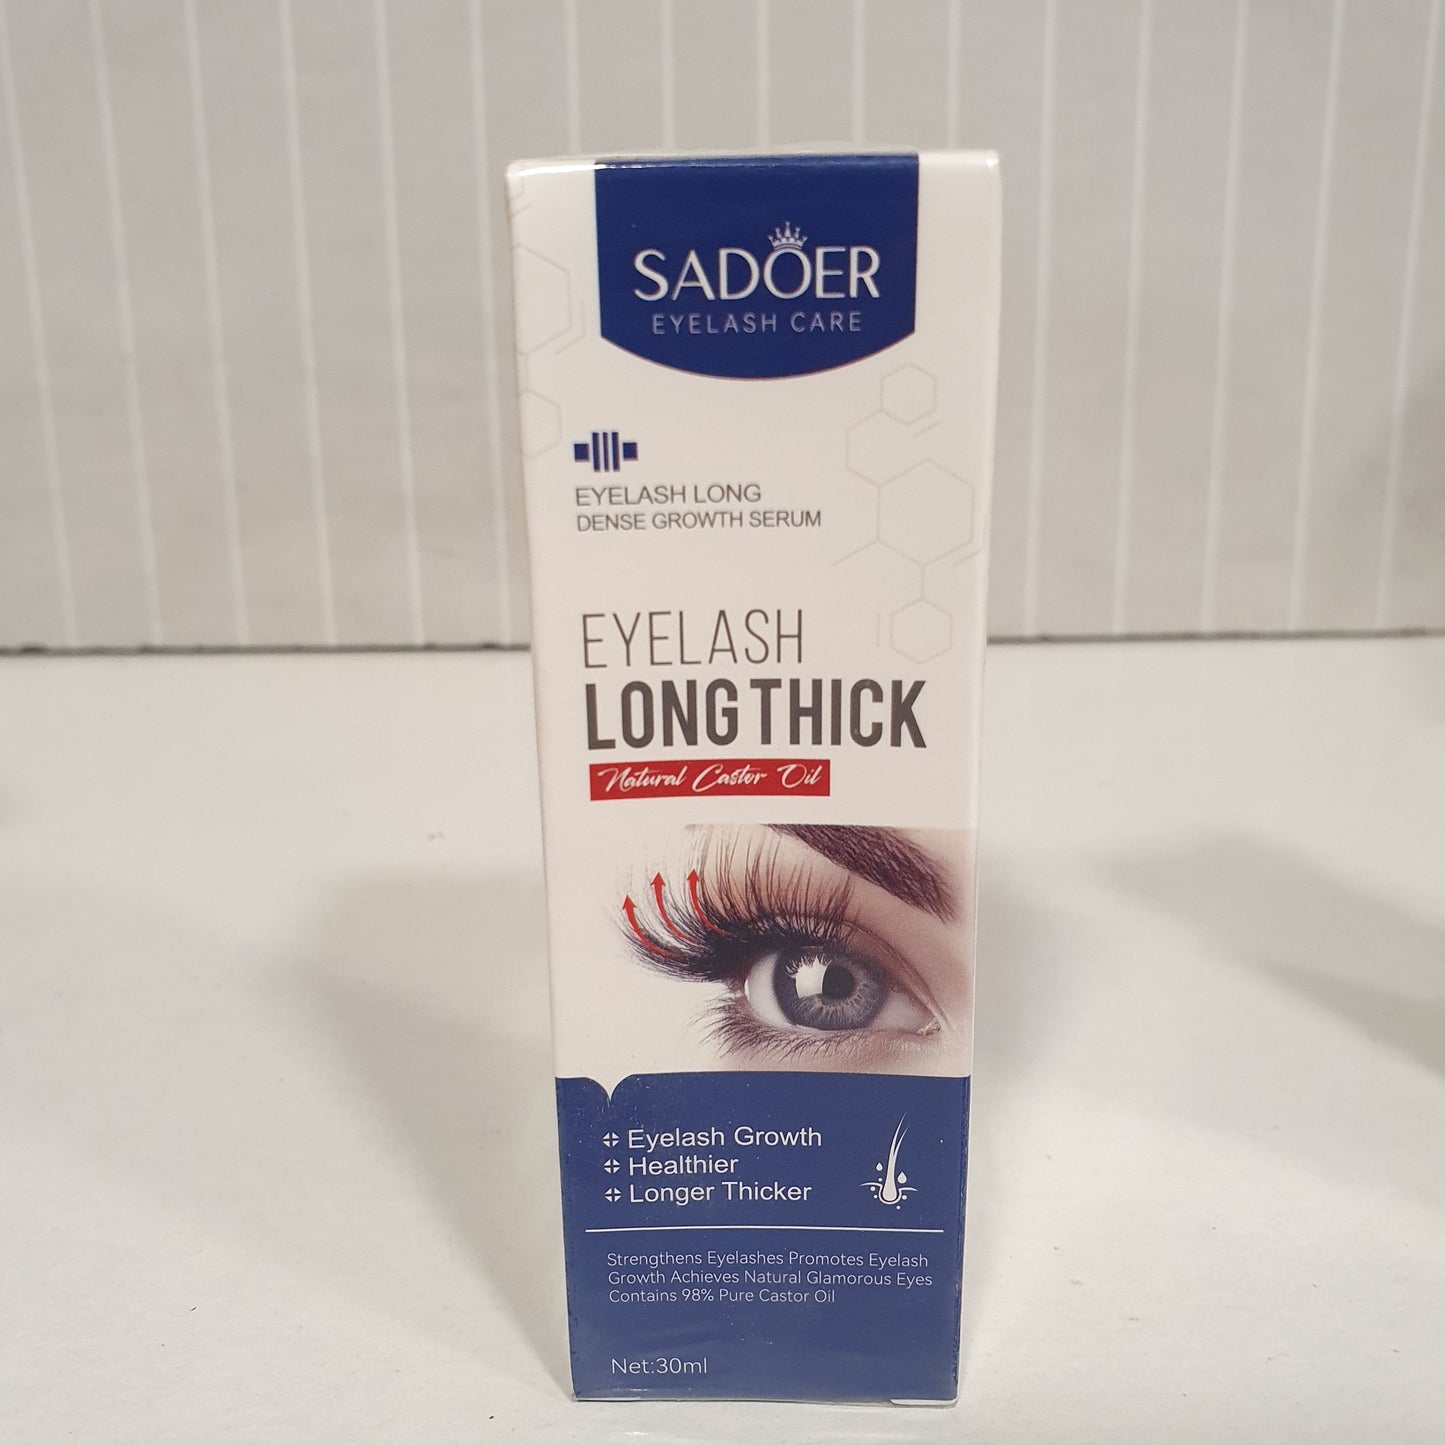 SADOER
EYELASH CARE
EYELASH LONG
DENSE GROWTH SERUM
EYELASH
LONG THICK
Natural Castor Oil
Eyelash Growth
Healthier
Longer Thicker
Strengthens Eyelashes Promotes Eyelash
Growth Achieves Natural Glamorous Eyes
Contains 98% Pure Castor Oil
Net:30ml